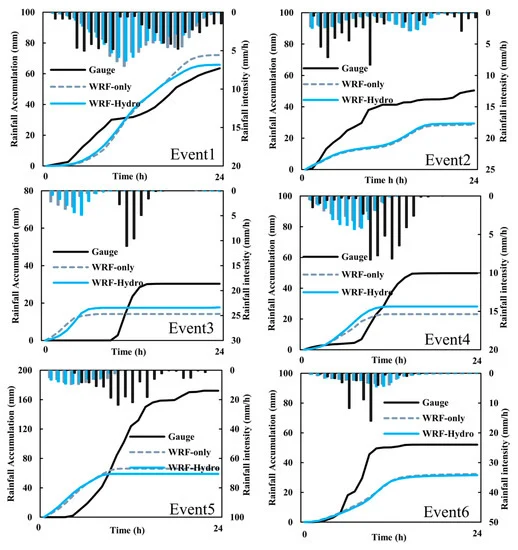 100
80
60
40
20
0
Rainfall Accumulation (mm)
0
5
10
15
20
Rainfall intensity (mm/h)
Gauge
WRF-only
WRF-Hydro
Event1
0
Time (h)
24
100
80
60
40
20
0
Rainfall Accumulation (mm)
0
5
10
15
20
25
Rainfall intensity (mm/h)
Gauge
WRF-only
WRF-Hydro
Event2
0
Time h (h)
24
80
60
40
20
0
Rainfall Accumulation (mm)
0
5
10
15
20
25
30
Rainfall intensity (mm/h)
Gauge
WRF-only
WRF-Hydro
Event3
0
Time (h)
24
100
80
60
40
20
0
Rainfall Accumulation (mm)
0
5
10
15
20
Rainfall intensity (mm/h)
Gauge
WRF-only
WRF-Hydro
Event4
0
Time (h)
24
200
160
120
80
40
0
Rainfall Accumulation (mm)
0
20
40
60
80
100
Rainfall intensity (mm/h)
Gauge
WRF-only
WRF-Hydro
Event5
0
Time (h)
24
100
80
60
40
20
0
Rainfall Accumulation (mm)
0
10
20
30
40
50
Rainfall intensity (mm/h)
Gauge
WRF-only
WRF-Hydro
Event6
0
Time (h)
24